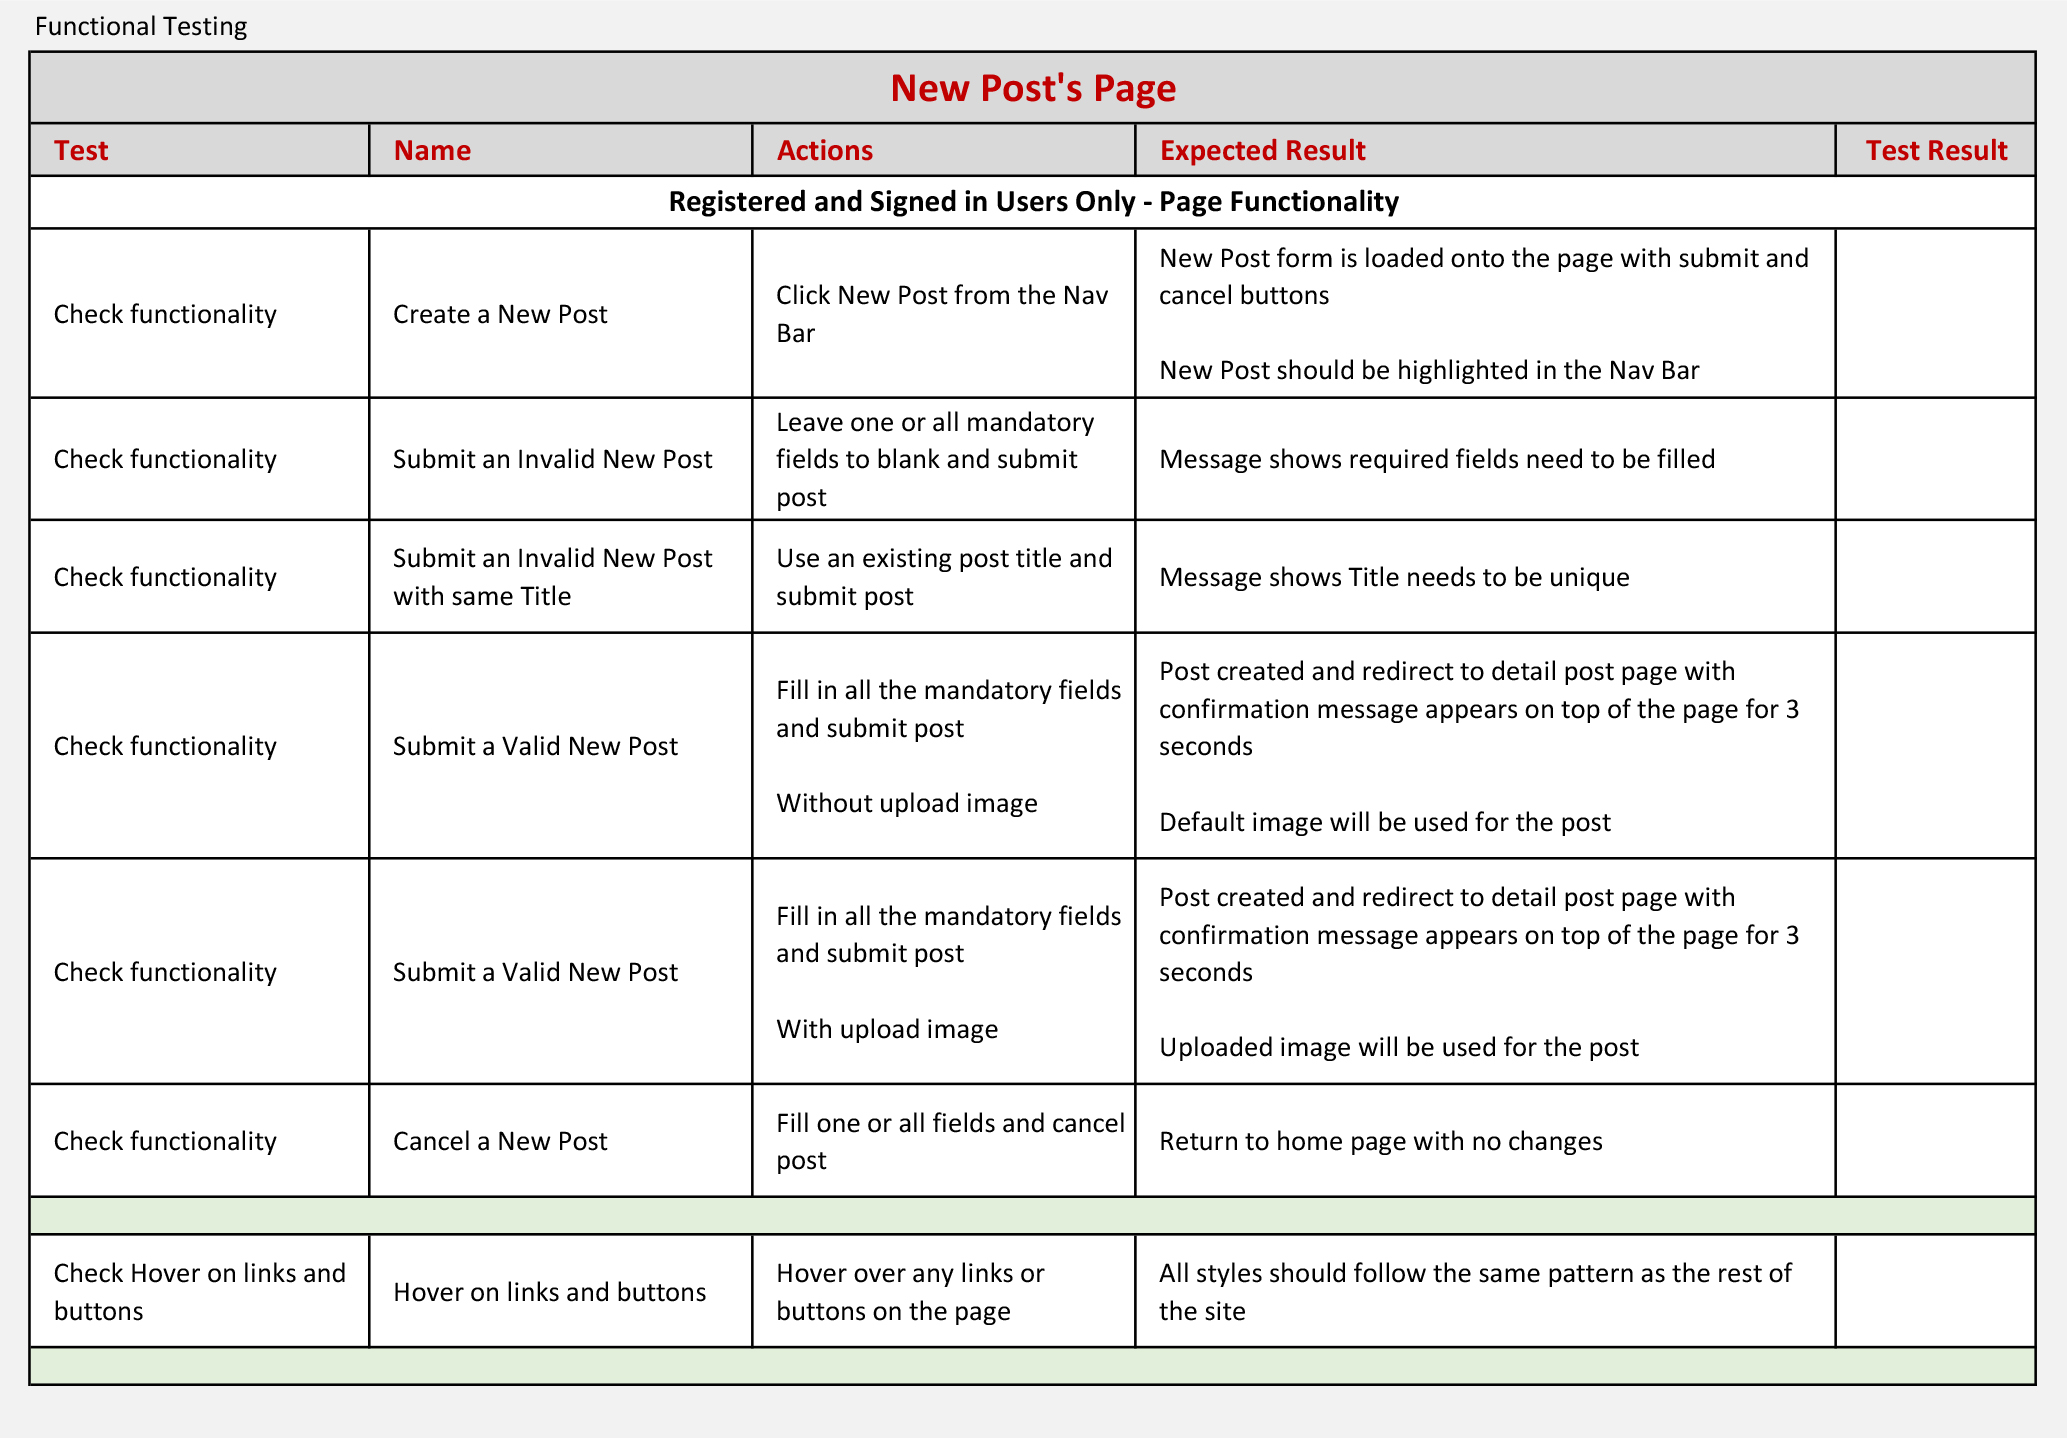 Functional Testing
New Post's Page
Test Name Actions Expected Result Test Result
Registered and Signed in Users Only - Page Functionality
Check functionality
Create a New Post
Click New Post from the Nav
Bar
New Post form is loaded onto the page with submit and
cancel buttons
New Post should be highlighted in the Nav Bar
Check functionality
Submit an Invalid New Post
Leave one or all mandatory
fields to blank and submit
post
Message shows required fields need to be filled
Check functionality
Submit an Invalid New Post
with same Title
Use an existing post title and
submit post
Message shows Title needs to be unique
Check functionality
Submit a Valid New Post
Fill in all the mandatory fields
and submit post
Without upload image
Post created and redirect to detail post page with
confirmation message appears on top of the page for 3
seconds
Default image will be used for the post
Check functionality
Submit a Valid New Post
Fill in all the mandatory fields
and submit post
With upload image
Post created and redirect to detail post page with
confirmation message appears on top of the page for 3
seconds
Uploaded image will be used for the post
Check functionality
Cancel a New Post
Fill one or all fields and cancel
post
Return to home page with no changes
Check Hover on links and
buttons
Hover on links and buttons
Hover over any links or
buttons on the page
All styles should follow the same pattern as the rest of
the site